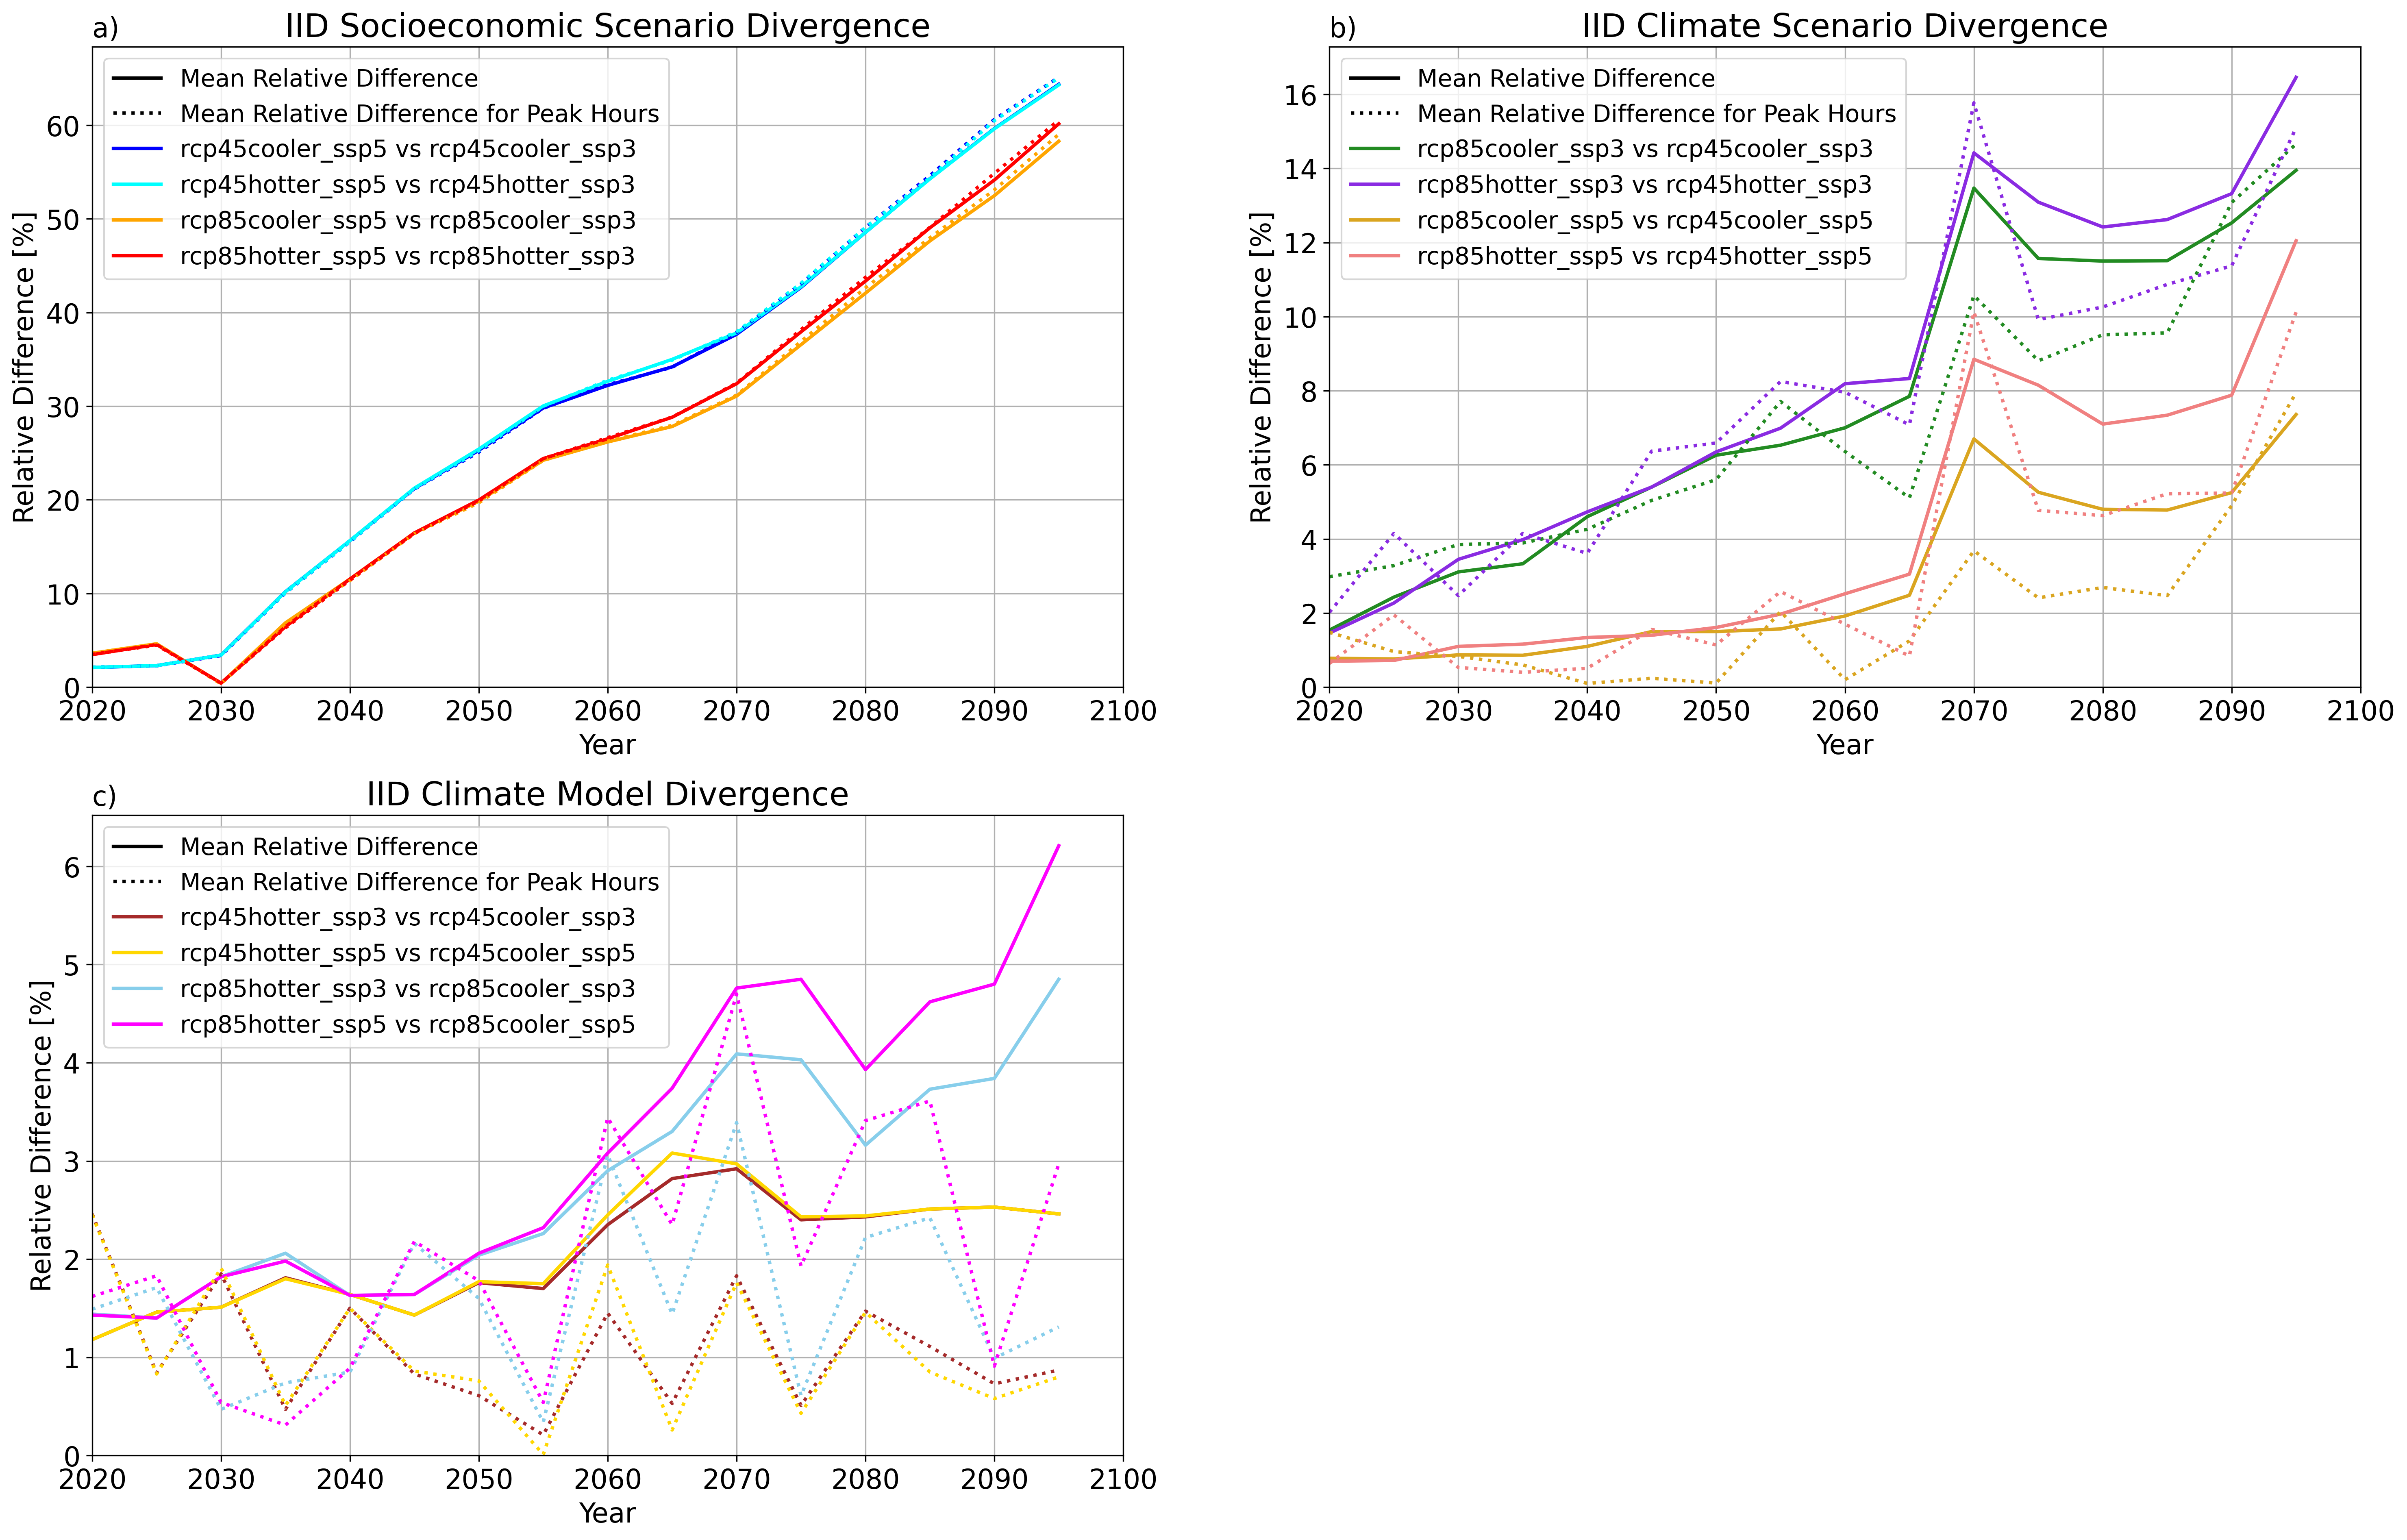 a)
IID Socioeconomic Scenario Divergence
Mean Relative Difference
Mean Relative Difference for Peak Hours
rcp45cooler_ssp5 vs rcp45cooler_ssp3
rcp45hotter_ssp5 vs rcp45hotter_ssp3
rcp85cooler_ssp5 vs rcp85cooler_ssp3
rcp85hotter_ssp5 vs rcp85hotter_ssp3
Relative Difference [%]
60
50
40
30
20
10
0
2020 2030 2040 2050 2060 2070 2080 2090 2100
Year
b)
IID Climate Scenario Divergence
Mean Relative Difference
Mean Relative Difference for Peak Hours
rcp85cooler_ssp3 vs rcp45cooler_ssp3
rcp85hotter_ssp3 vs rcp45hotter_ssp3
rcp85cooler_ssp5 vs rcp45cooler_ssp5
rcp85hotter_ssp5 vs rcp45hotter_ssp5
Relative Difference [%]
16
14
12
10
8
6
4
2
0
2020 2030 2040 2050 2060 2070 2080 2090 2100
Year
c)
IID Climate Model Divergence
Mean Relative Difference
Mean Relative Difference for Peak Hours
rcp45hotter_ssp3 vs rcp45cooler_ssp3
rcp45hotter_ssp5 vs rcp45cooler_ssp5
rcp85hotter_ssp3 vs rcp85cooler_ssp3
rcp85hotter_ssp5 vs rcp85cooler_ssp5
Relative Difference [%]
6
5
4
3
2
1
0
2020 2030 2040 2050 2060 2070 2080 2090 2100
Year